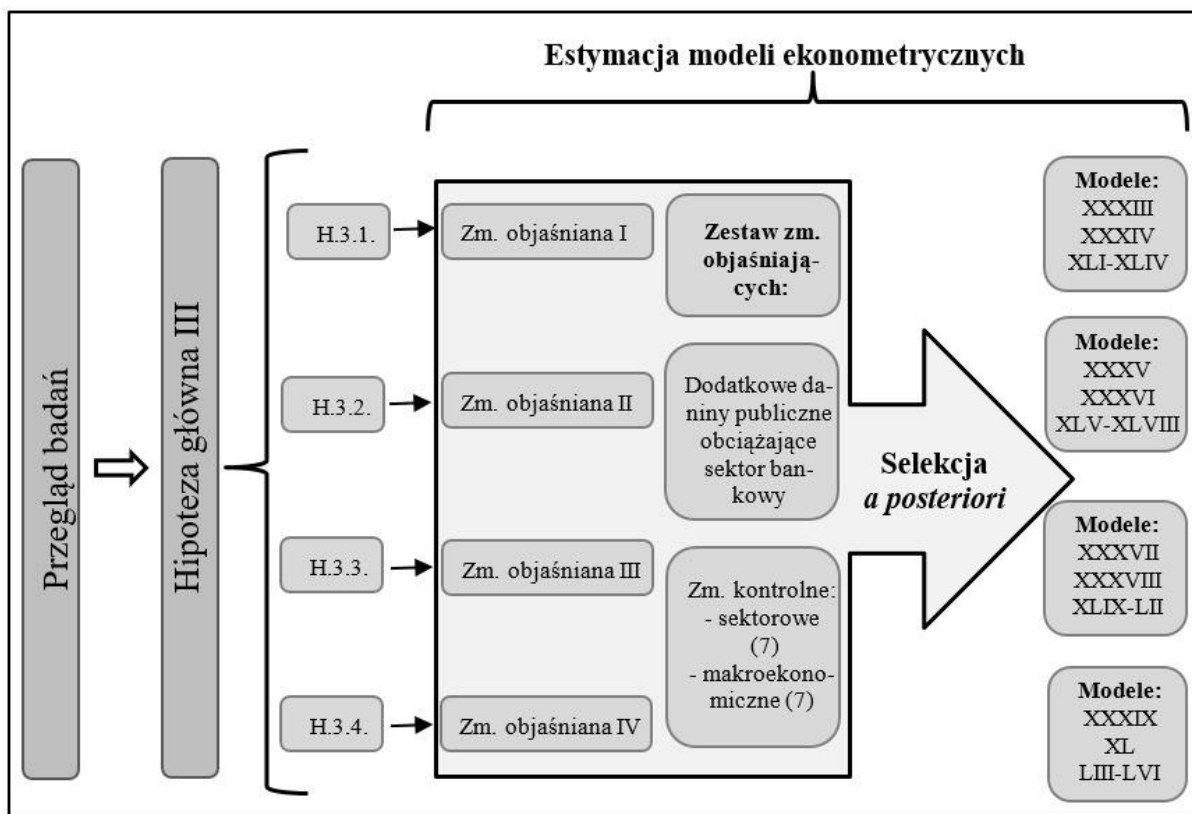 Estymacja modeli ekonometrycznych
Przegląd badań
Hipoteza główna III
H.3.1.
H.3.2.
H.3.3.
H.3.4.
Zm. objaśniana I
Zm. objaśniana II
Zm. objaśniana III
Zm. objaśniana IV
Zestaw zm.
objaśniają-
cych:
Dodatkowe da-
niny publiczne
obciążające
sektor ban-
kowy
Zm. kontrolne:
- sektorowe
(7)
- makroekono-
miczne (7)
Selekcja
a posteriori
Modele:
XXXIII
XXXIV
XLI-XLIV
Modele:
XXXV
XXXVI
XLV-XLVIII
Modele:
XXXVII
XXXVIII
XLIX-LII
Modele:
XXXIX
XL
LIII-LVI